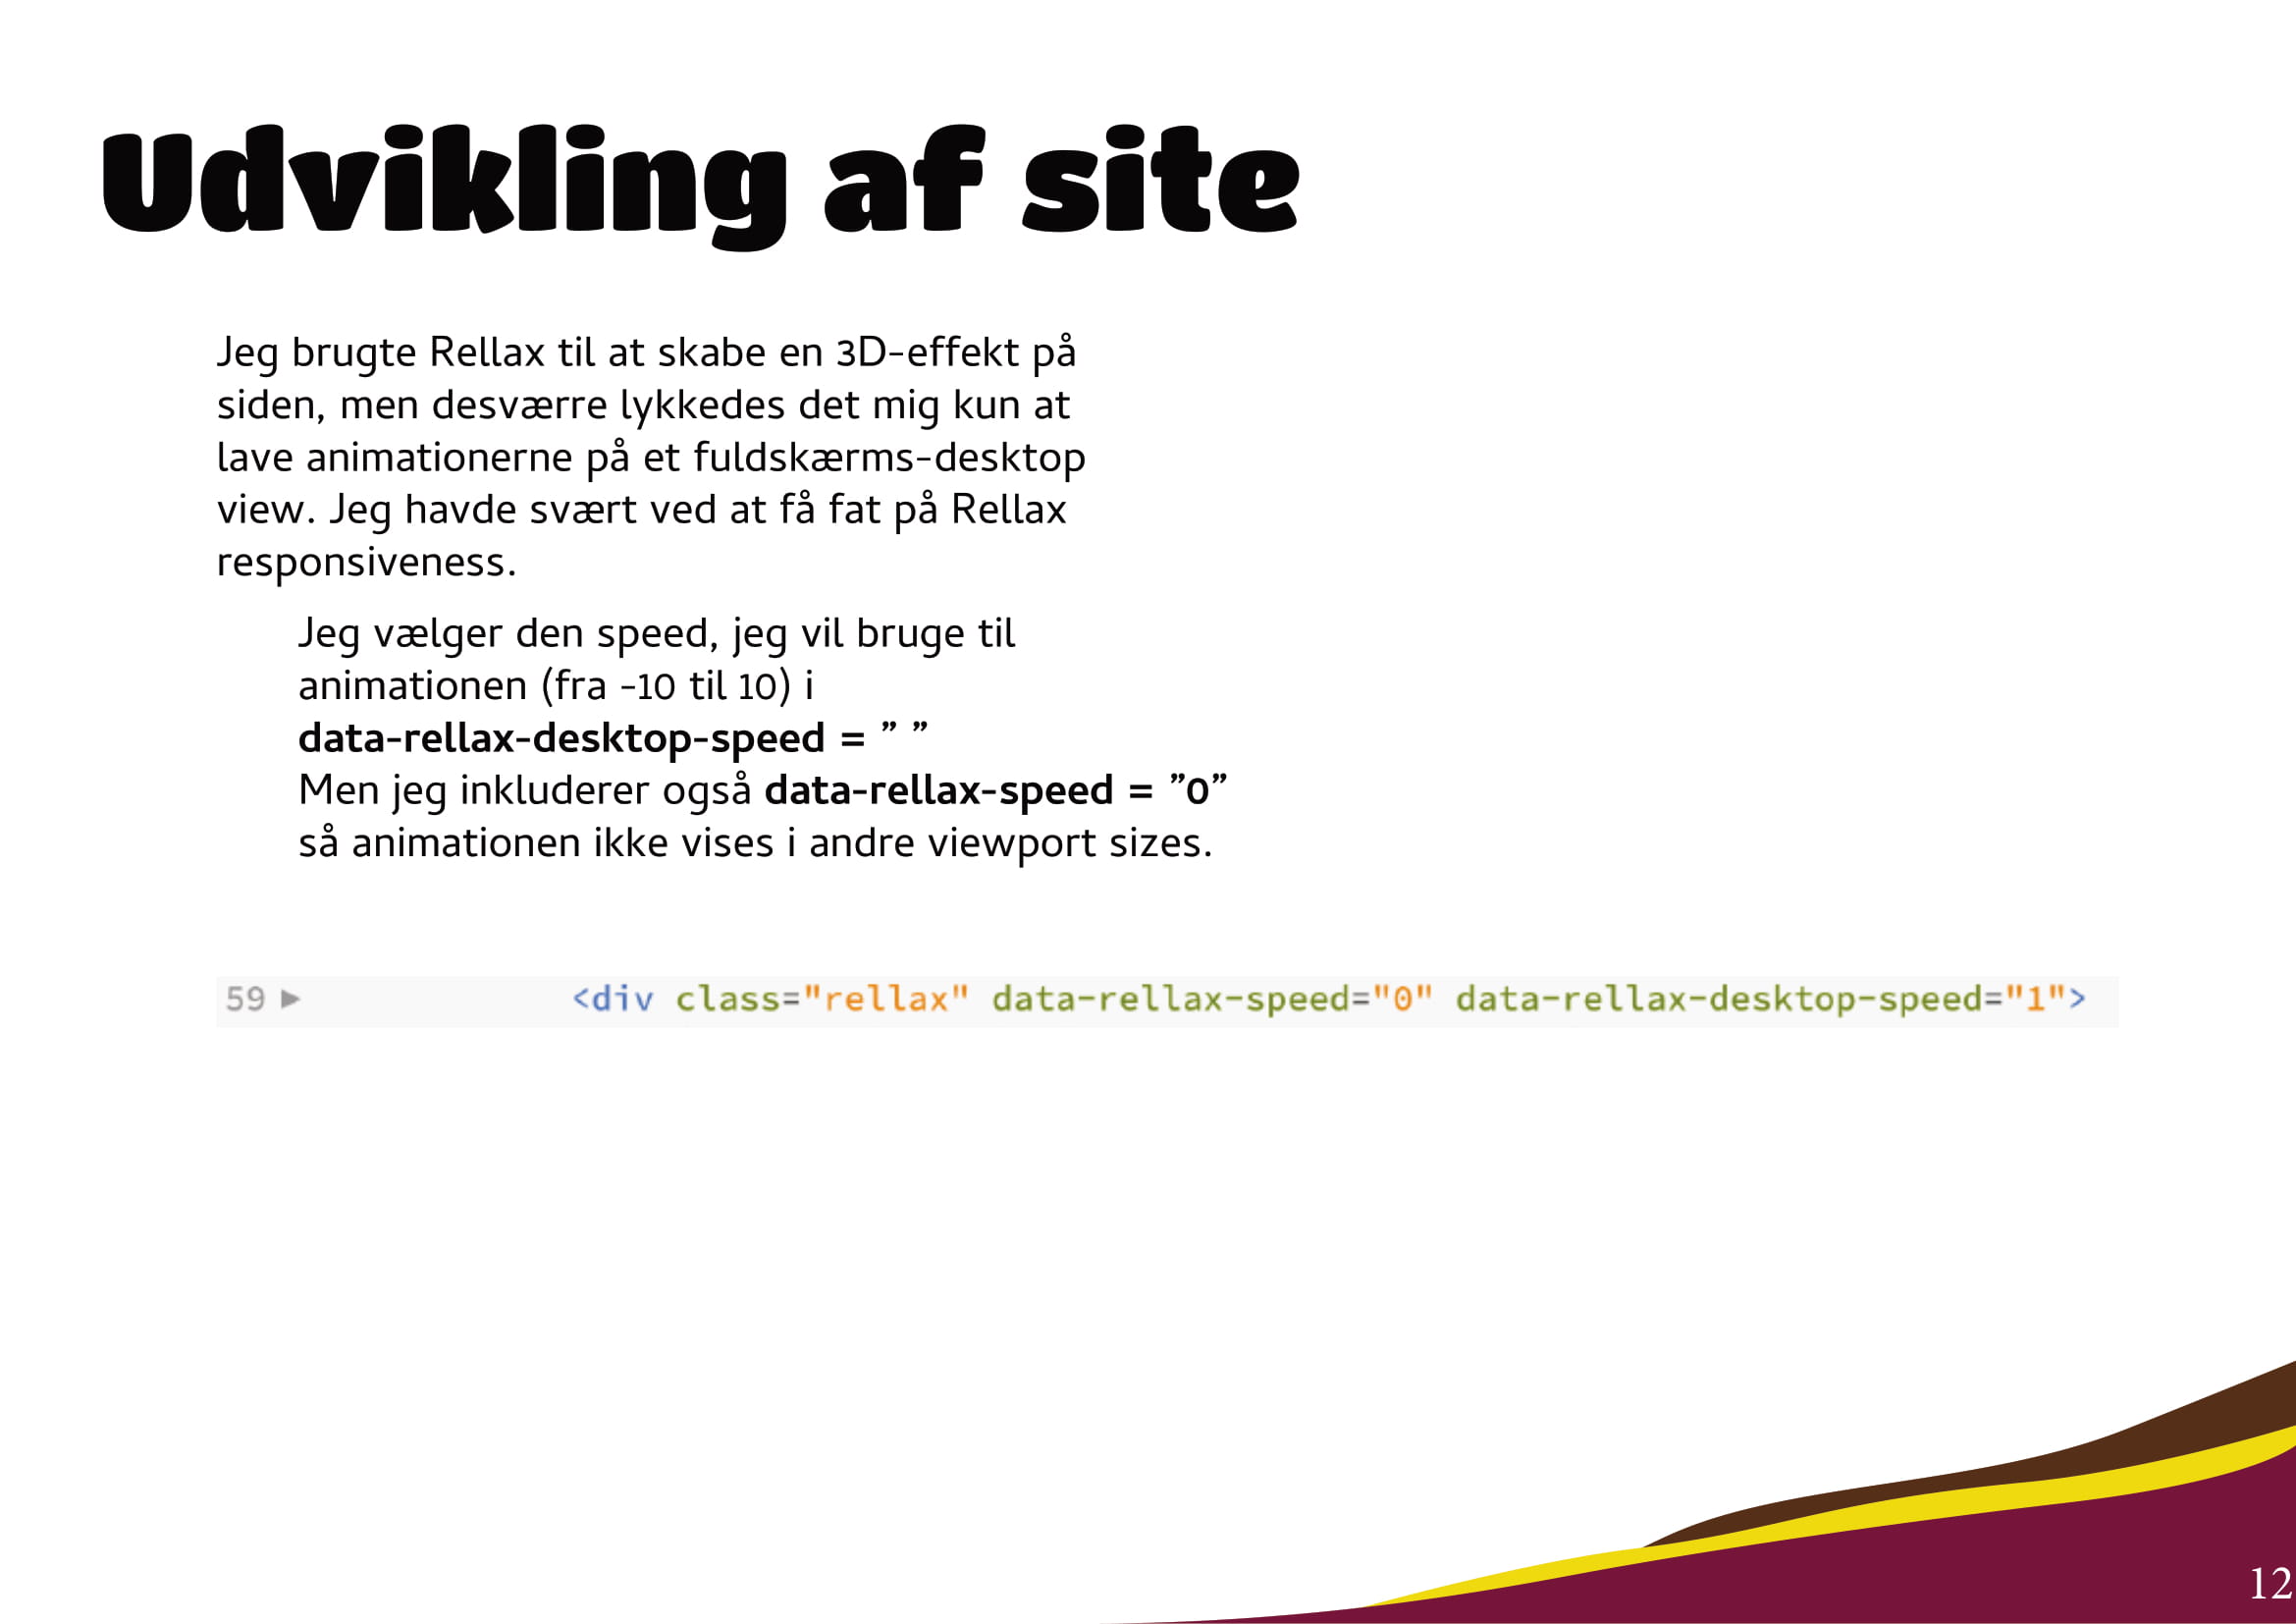 Udvikling af site
Jeg brugte Rellax til at skabe en 3D-effekt på
siden, men desværre lykkedes det mig kun at
lave animationerne på et fuldskærms-desktop
view. Jeg havde svært ved at få fat på Rellax
responsiveness.
Jeg vælger den speed, jeg vil bruge til
animationen (fra -10 til 10) i
data-rellax-desktop-speed = ” ”
Men jeg inkluderer også data-rellax-speed = ”0”
så animationen ikke vises i andre viewport sizes.
59 ▶ <div class="rellax" data-rellax-speed="0" data-rellax-desktop-speed="1">
12